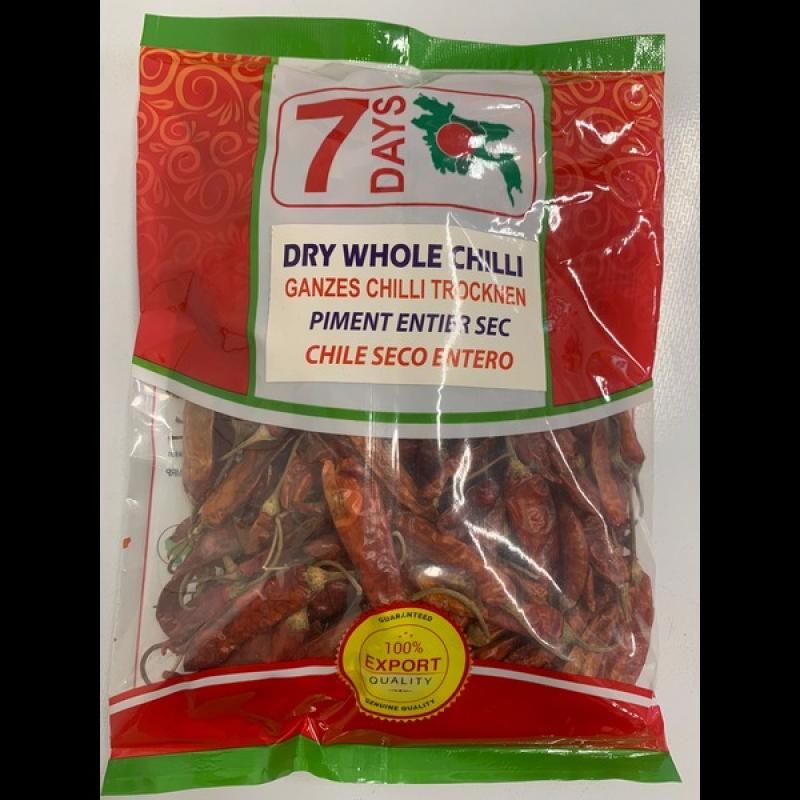 7 DAYS
DRY WHOLE CHILLI
GANZES CHILLI TROCKNEN
PIMENT ENTIER SEC
CHILE SECO ENTERO
GUARANTEED
100%
EXPORT
QUALITY
GENUINE QUALITY